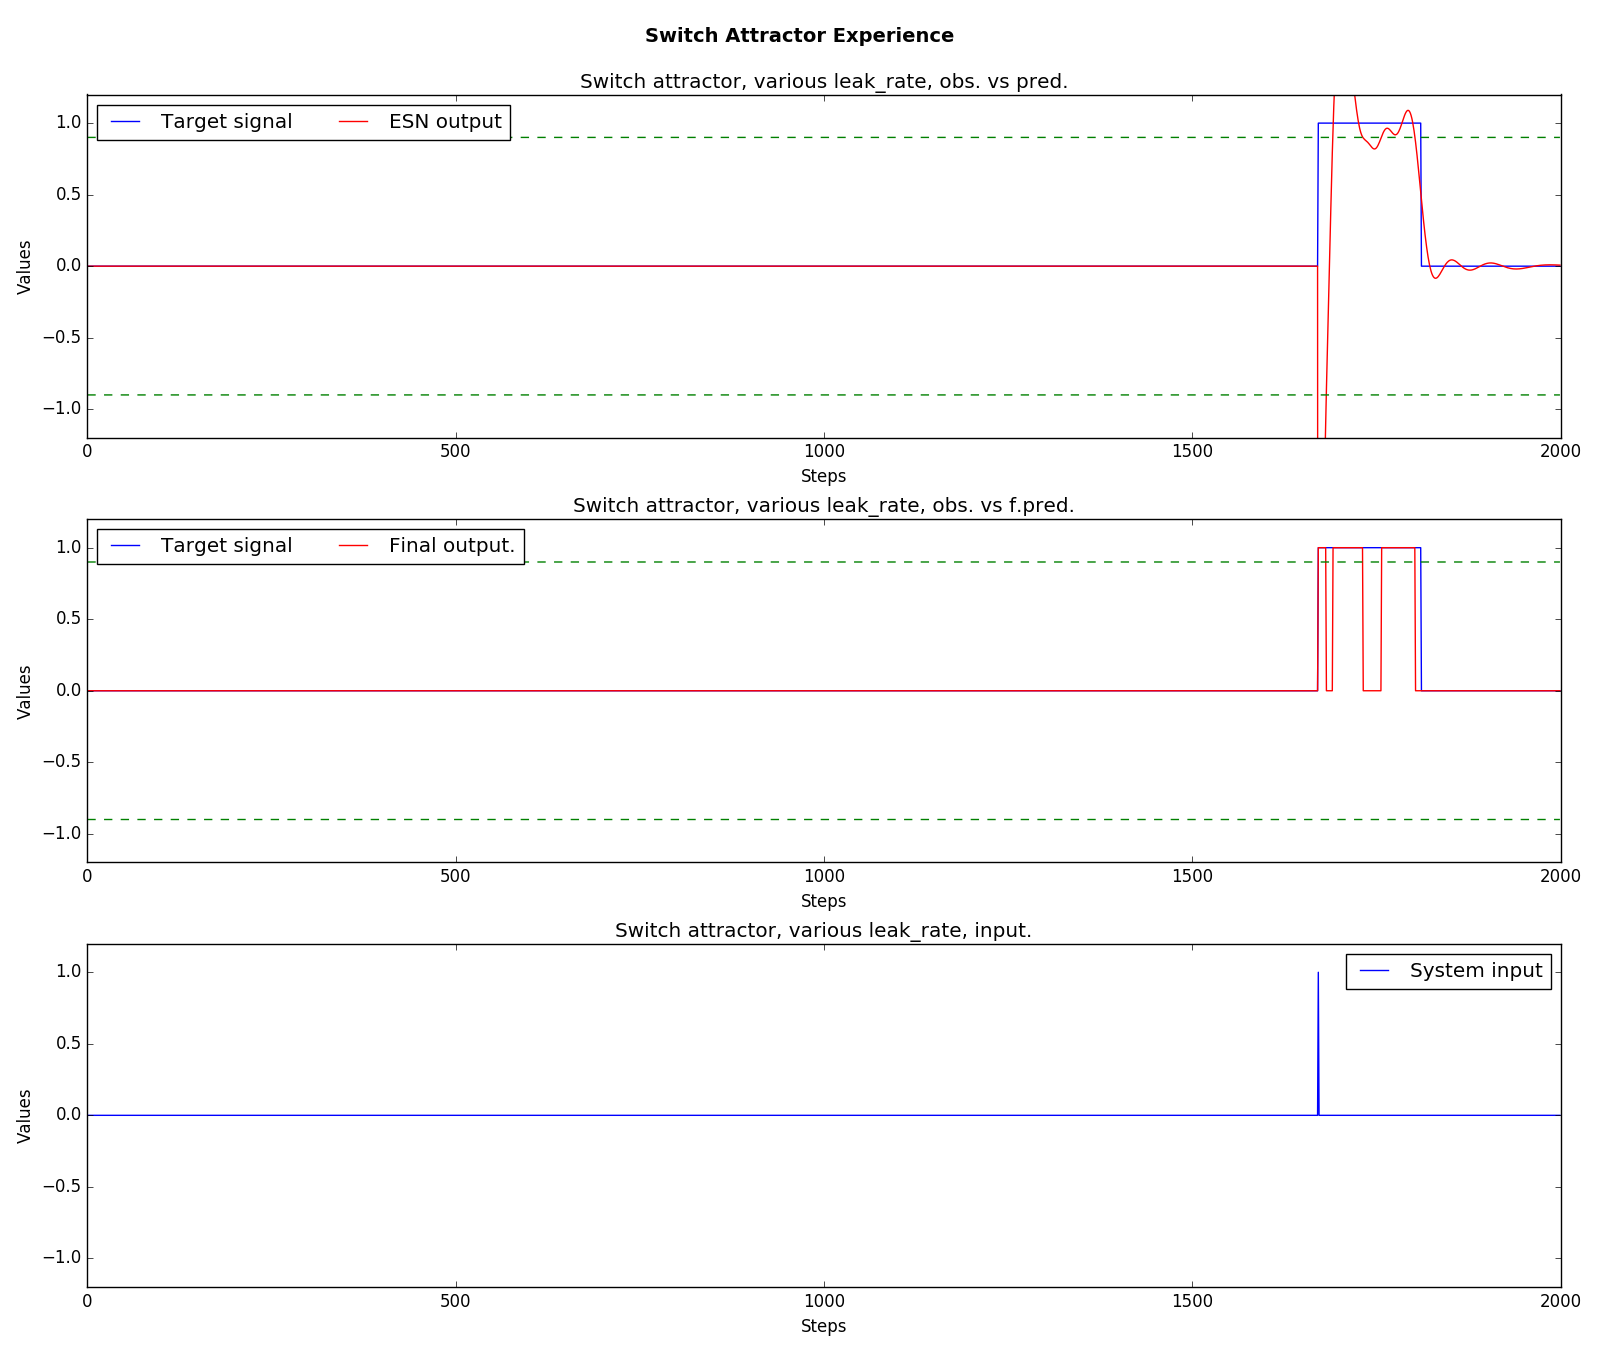 Switch Attractor Experience
Switch attractor, various leak_rate, obs. vs pred.
Target signal ESN output
1.0
0.5
0.0
−0.5
−1.0
Values
0 500 1000 1500 2000
Steps
Switch attractor, various leak_rate, obs. vs f.pred.
Target signal Final output.
1.0
0.5
0.0
−0.5
−1.0
Values
0 500 1000 1500 2000
Steps
Switch attractor, various leak_rate, input.
System input
1.0
0.5
0.0
−0.5
−1.0
Values
0 500 1000 1500 2000
Steps